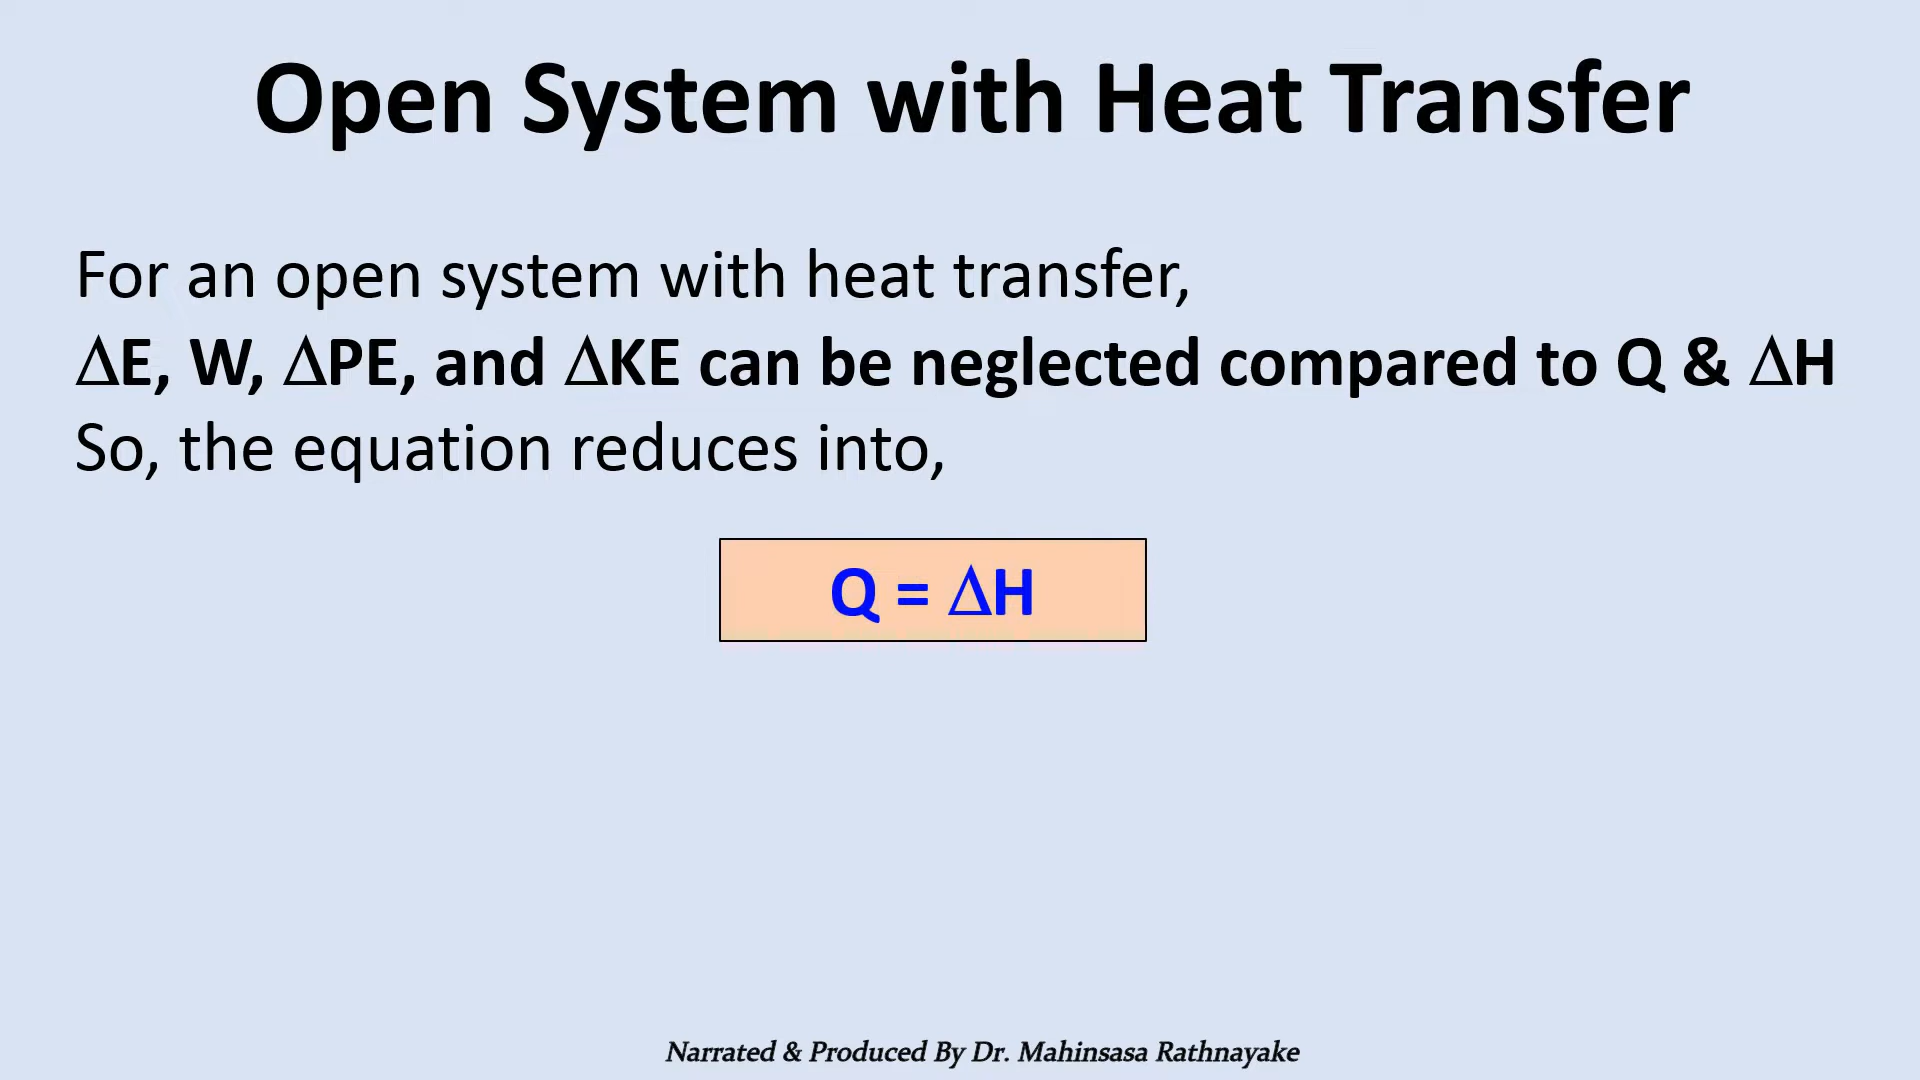 Open System with Heat Transfer
For an open system with heat transfer,
ΔE, W, ΔPE, and ΔKE can be neglected compared to Q & ΔH
So, the equation reduces into,
Q = ΔH
Narrated & Produced By Dr. Mahinsasa Rathnayake